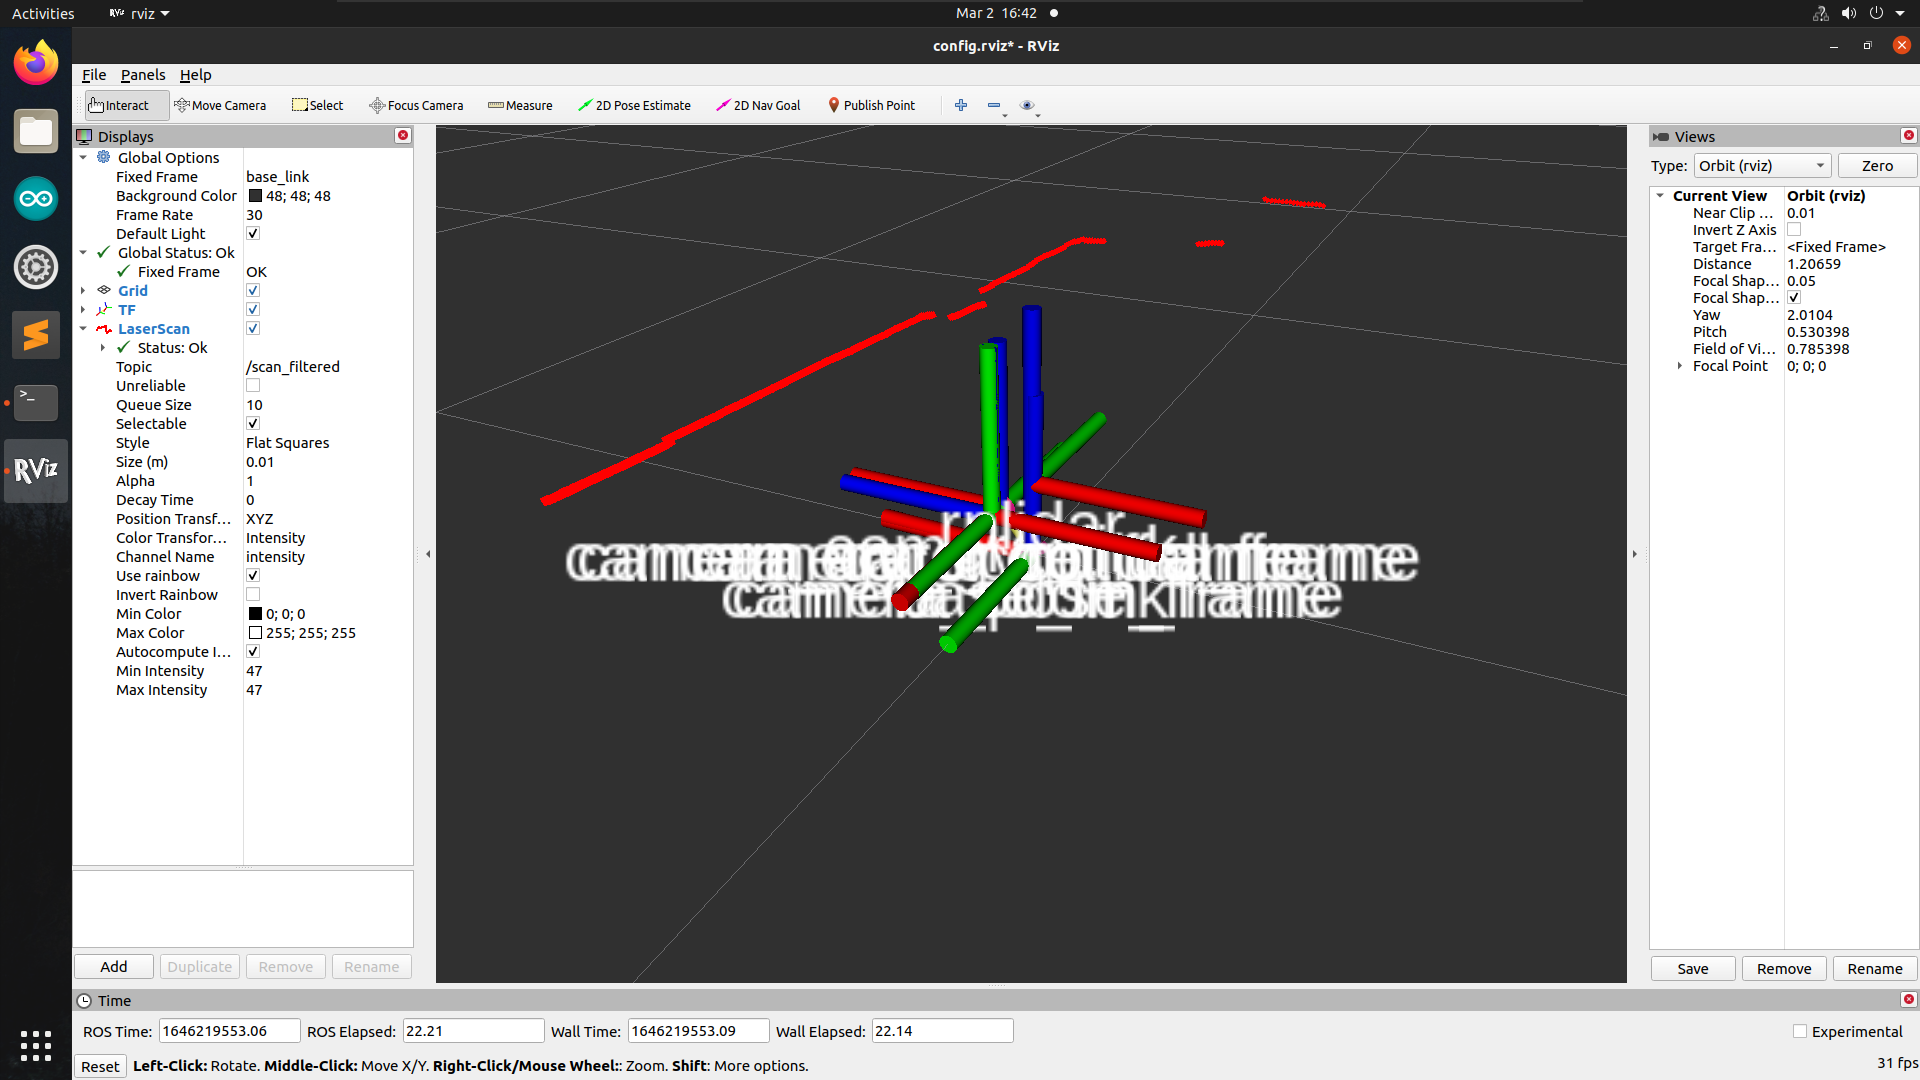 Activities
RViz rviz
Mar 2 16:42
config.rviz* - RViz
File Panels Help
Interact Move Camera Select Focus Camera Measure 2D Pose Estimate 2D Nav Goal Publish Point
Displays
Global Options
Fixed Frame base_link
Background Color 48; 48; 48
Frame Rate 30
Default Light
Global Status: Ok
Fixed Frame OK
Grid
TF
LaserScan
Status: Ok
Topic /scan_filtered
Unreliable
Queue Size 10
Selectable
Style Flat Squares
Size (m) 0.01
Alpha 1
Decay Time 0
Position Transf... XYZ
Color Transfor... Intensity
Channel Name intensity
Use rainbow
Invert Rainbow
Min Color 0; 0; 0
Max Color 255; 255; 255
Autocompute I...
Min Intensity 47
Max Intensity 47
Add Duplicate Remove Rename
RViz
rplidar
Views
Type: Orbit (rviz) Zero
Current View Orbit (rviz)
Near Clip ... 0.01
Invert Z Axis
Target Fra... <Fixed Frame>
Distance 1.20659
Focal Shap... 0.05
Focal Shap...
Yaw 2.0104
Pitch 0.530398
Field of Vi... 0.785398
Focal Point 0; 0; 0
Save Remove Rename
Time
ROS Time: 1646219553.06 ROS Elapsed: 22.21 Wall Time: 1646219553.09 Wall Elapsed: 22.14 Experimental
Reset Left-Click: Rotate. Middle-Click: Move X/Y. Right-Click/Mouse Wheel:: Zoom. Shift: More options. 31 fps